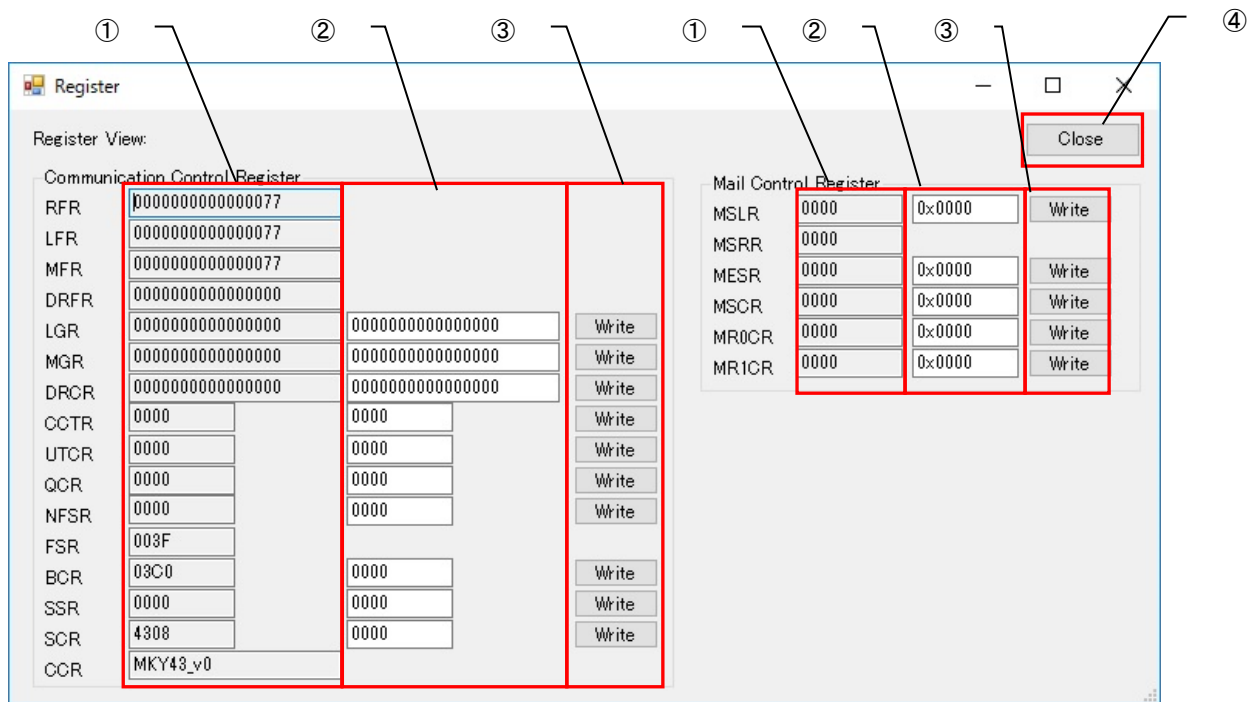 ① ② ③ ① ② ③ ④
Register
Register View:
Close
Communication Control Register
RFR 0000000000000077
LFR 0000000000000077
MFR 0000000000000077
DRFR 0000000000000000
LGR 0000000000000000 0000000000000000 Write
MGR 0000000000000000 0000000000000000 Write
DRCR 0000000000000000 0000000000000000 Write
CCTR 0000 0000 Write
UTCR 0000 0000 Write
QCR 0000 0000 Write
NFSR 0000 0000 Write
FSR 003F
BCR 03C0 0000 Write
SSR 0000 0000 Write
SCR 4308 0000 Write
CCR MKY43_v0
Mail Control Register
MSLR 0000 0x0000 Write
MSRR 0000
MESR 0000 0x0000 Write
MSCR 0000 0x0000 Write
MR0CR 0000 0x0000 Write
MR1CR 0000 0x0000 Write